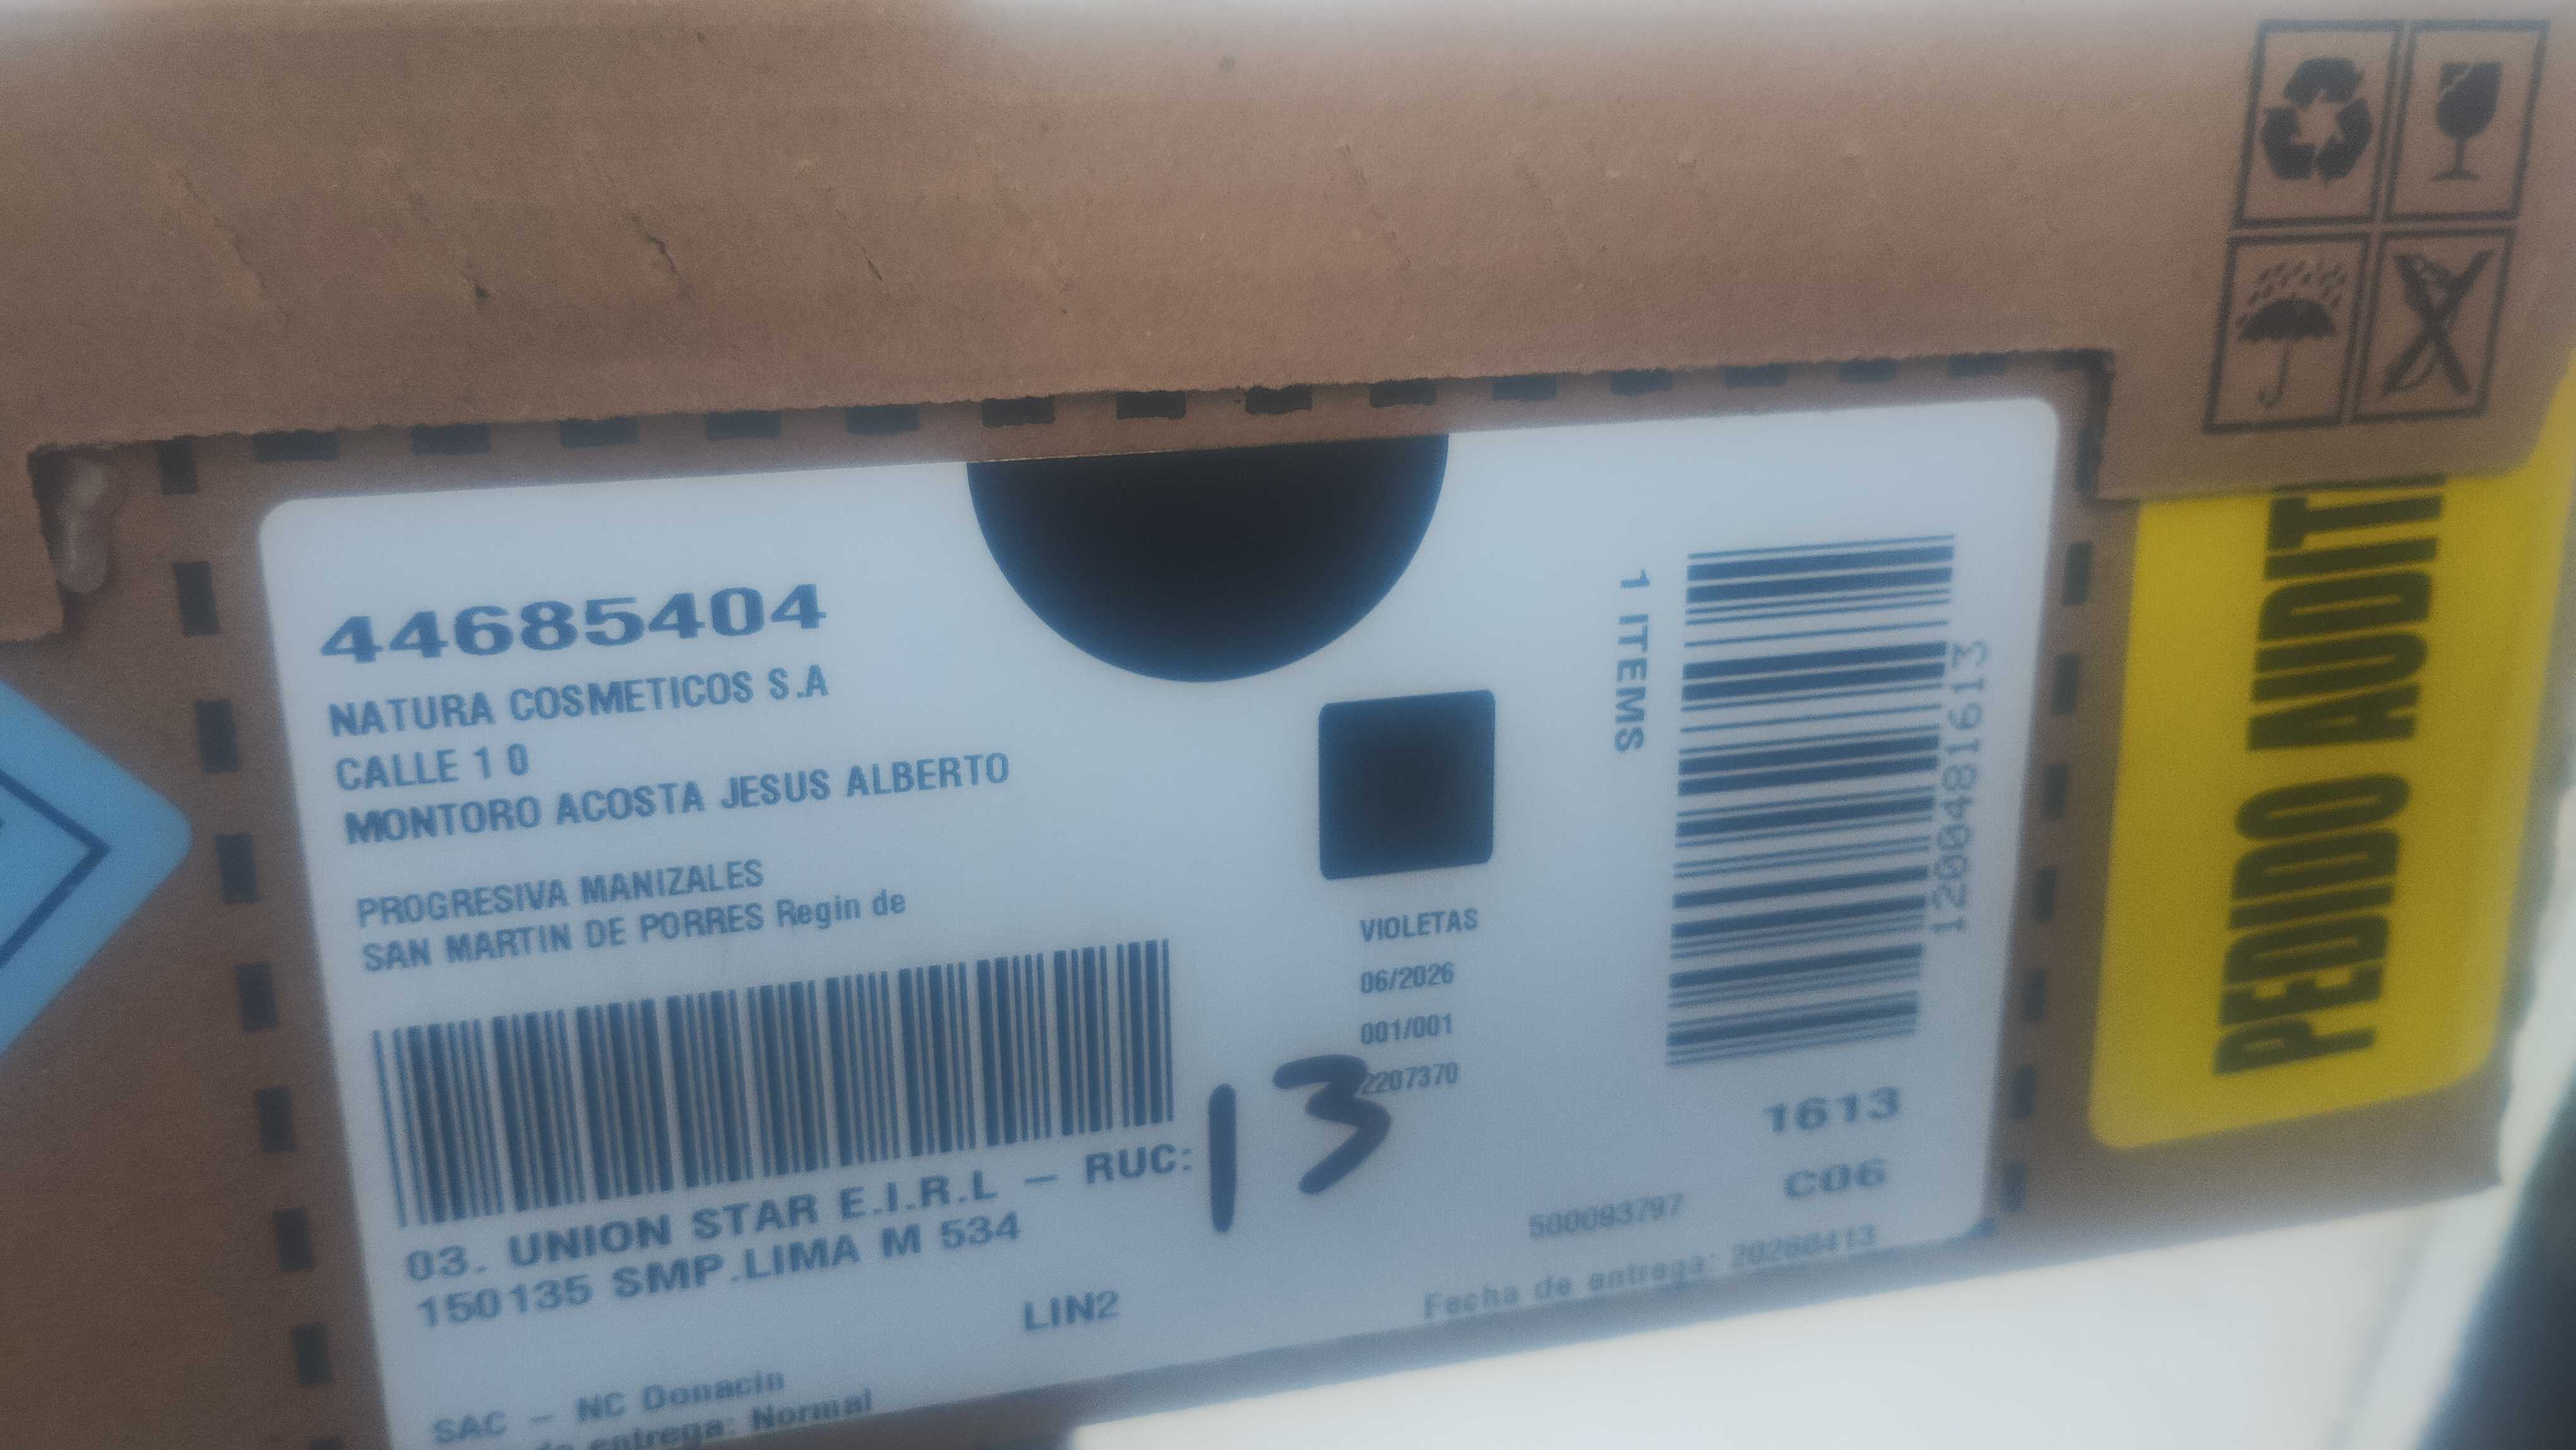 44685404
NATURA COSMETICOS S.A
CALLE 1 0
MONTORO ACOSTA JESUS ALBERTO
PROGRESIVA MANIZALES
SAN MARTIN DE PORRES Regin de
03. UNION STAR E.I.R.L – RUC:
150135 SMP.LIMA M 534
LIN2
SAC – NC Donacin
entrega: Normal
13
VIOLETAS
06/2026
001/001
2207370
1 ITEMS
120048161613
1613
C06
500093797
Fecha de entrega: 20260413
PEDIDO